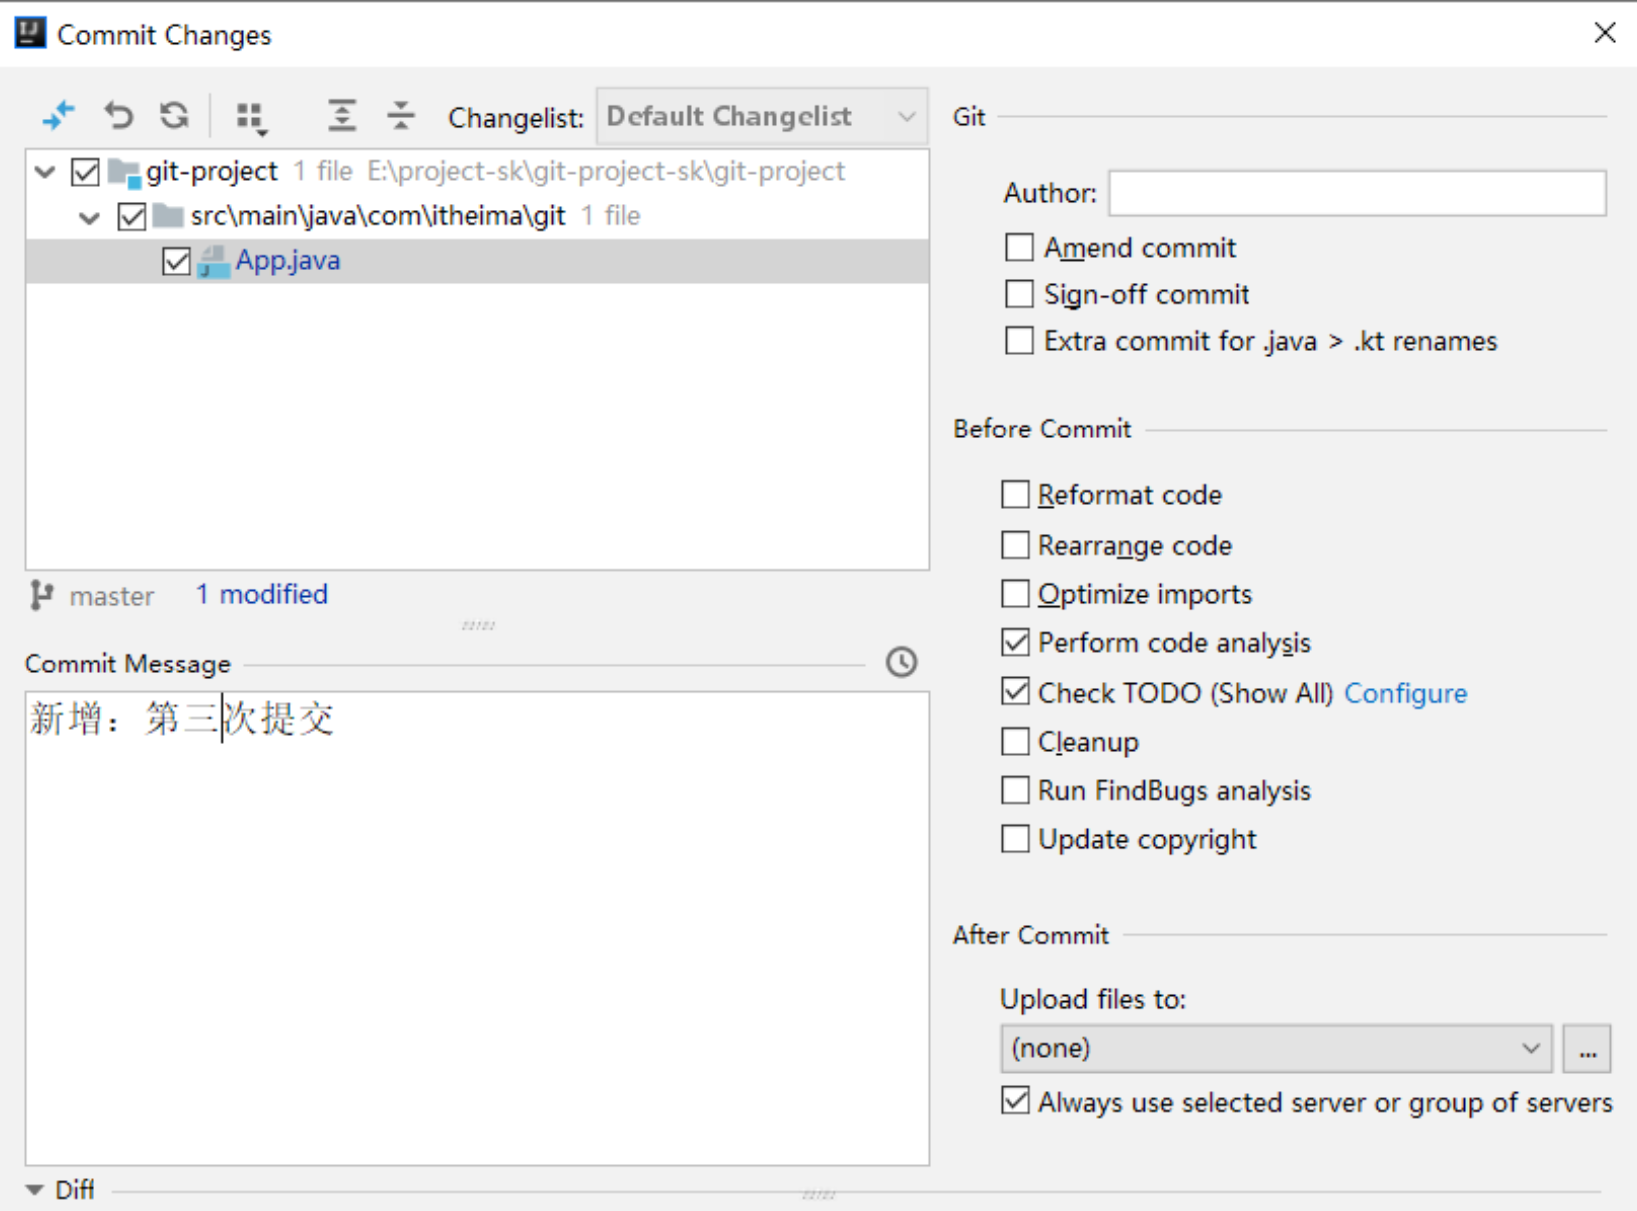 Commit Changes
Changelist: Default Changelist
git-project 1 file E:\project-sk\git-project-sk\git-project
src\main\java\com\itheima\git 1 file
App.java
master 1 modified
Commit Message
新增：第三次提交
Diff
Git
Author:
Amend commit
Sign-off commit
Extra commit for .java > .kt renames
Before Commit
Reformat code
Rearrange code
Optimize imports
Perform code analysis
Check TODO (Show All) Configure
Cleanup
Run FindBugs analysis
Update copyright
After Commit
Upload files to:
(none) ...
Always use selected server or group of servers